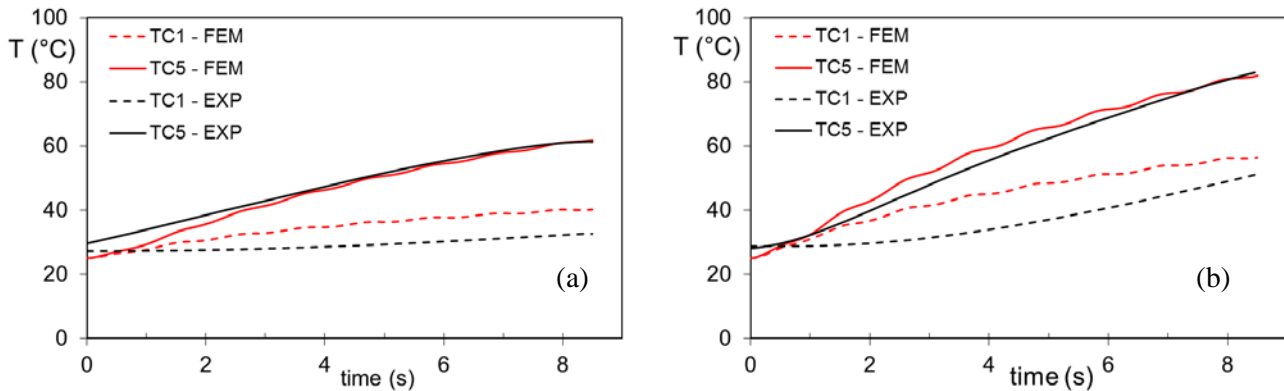 100
T (°C)
80
60
40
20
0
TC1 - FEM
TC5 - FEM
TC1 - EXP
TC5 - EXP
(a)
0 2 4 6 8
time (s)
100
T (°C)
80
60
40
20
0
TC1 - FEM
TC5 - FEM
TC1 - EXP
TC5 - EXP
(b)
0 2 4 6 8
time (s)